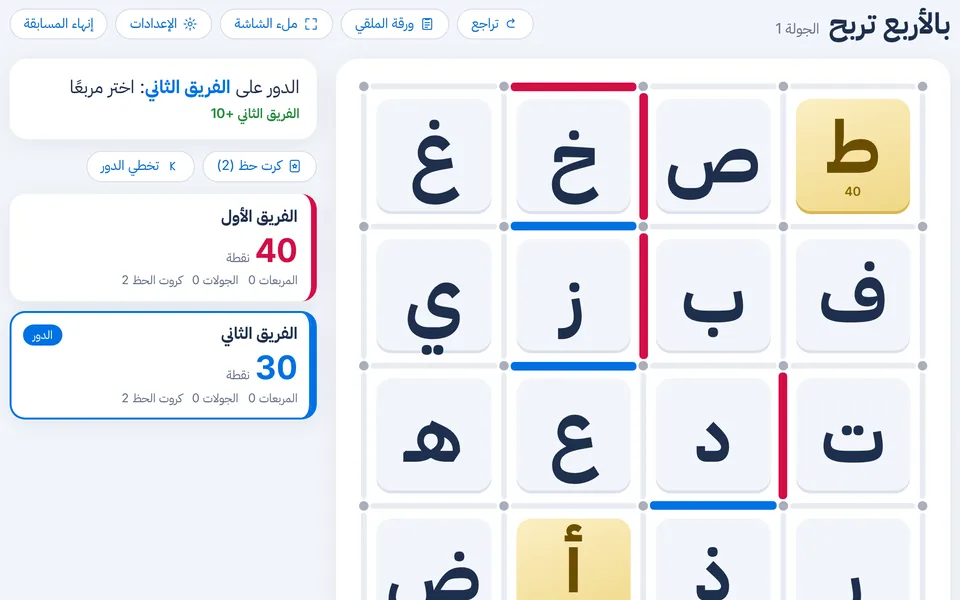 بالأربع تربح
الجولة 1
تراجع
ورقة الملقي
ملء الشاشة
الإعدادات
إنهاء المسابقة
الدور على الفريق الثاني: اختر مربعًا
الفريق الثاني +10
كرت حظ (2)
تخطي الدور
الفريق الأول
40 نقطة
المربعات 0 الجولات 0 كروت الحظ 2
الفريق الثاني
الدور
30 نقطة
المربعات 0 الجولات 0 كروت الحظ 2
ط ص خ غ
40
ف ب ز ي
ت د ع ه
ر ذ أ ض